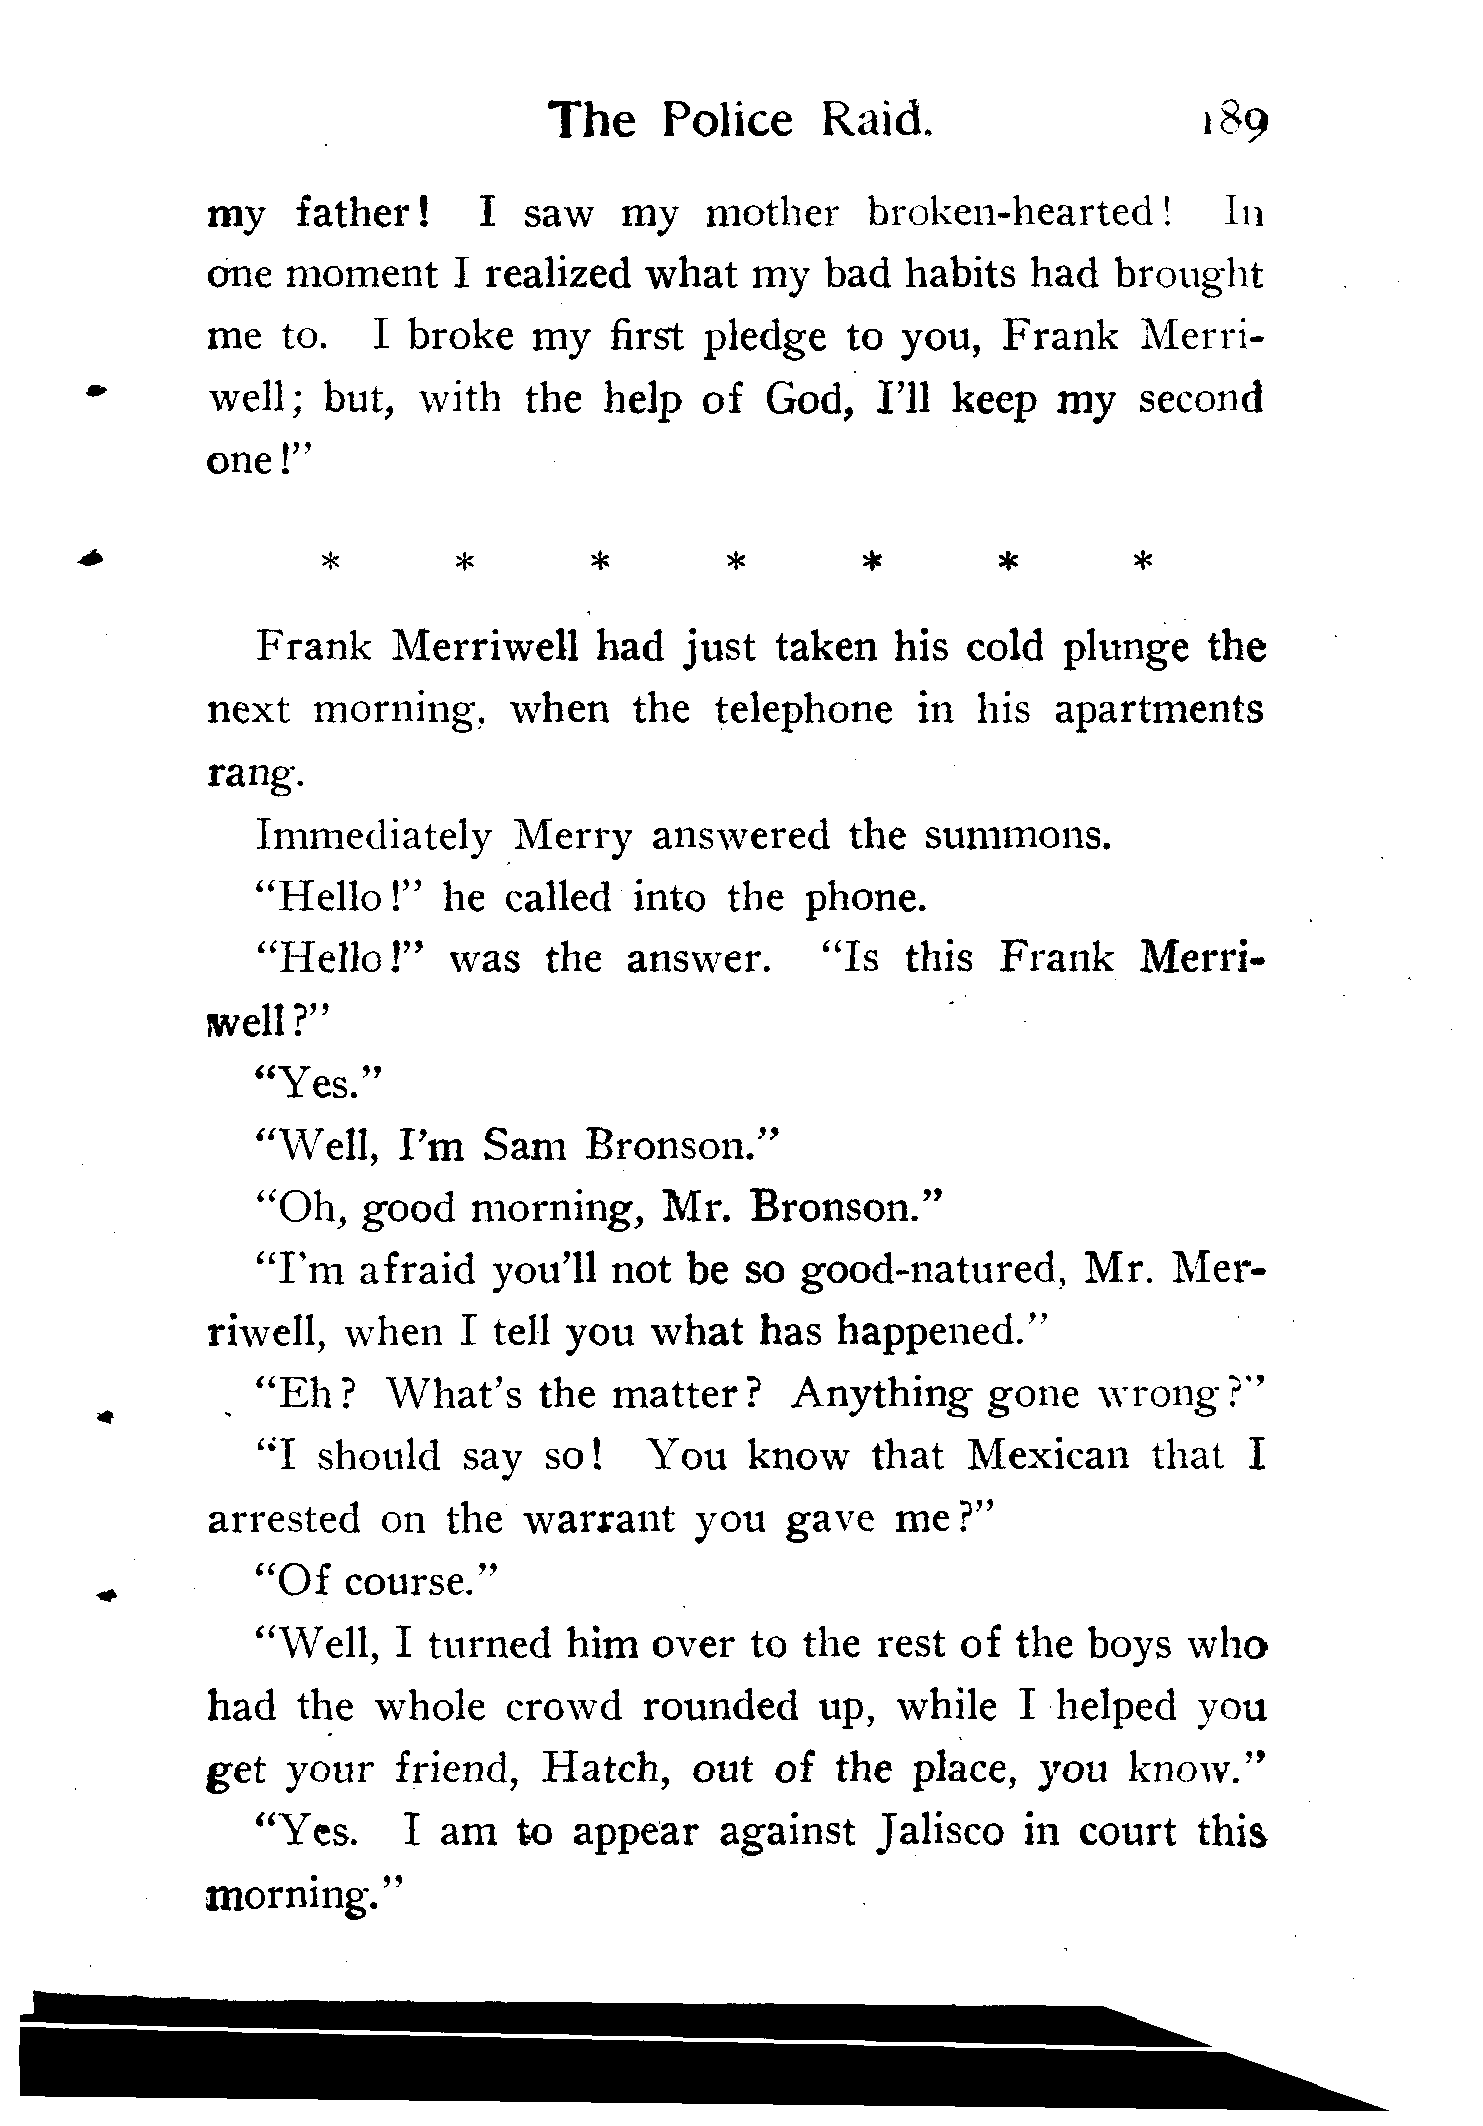 The Police Raid. 189
my father! I saw my mother broken-hearted! In
one moment I realized what my bad habits had brought
me to. I broke my first pledge to you, Frank Merri-
well; but, with the help of God, I'll keep my second
one!"
* * * * * * *
Frank Merriwell had just taken his cold plunge the
next morning, when the telephone in his apartments
rang.
Immediately Merry answered the summons.
"Hello!" he called into the phone.
"Hello!" was the answer. "Is this Frank Merri-
well?"
"Yes."
"Well, I'm Sam Bronson."
"Oh, good morning, Mr. Bronson."
"I'm afraid you'll not be so good-natured, Mr. Mer-
riwell, when I tell you what has happened."
"Eh? What's the matter? Anything gone wrong?"
"I should say so! You know that Mexican that I
arrested on the warrant you gave me?"
"Of course."
"Well, I turned him over to the rest of the boys who
had the whole crowd rounded up, while I helped you
get your friend, Hatch, out of the place, you know."
"Yes. I am to appear against Jalisco in court this
morning."